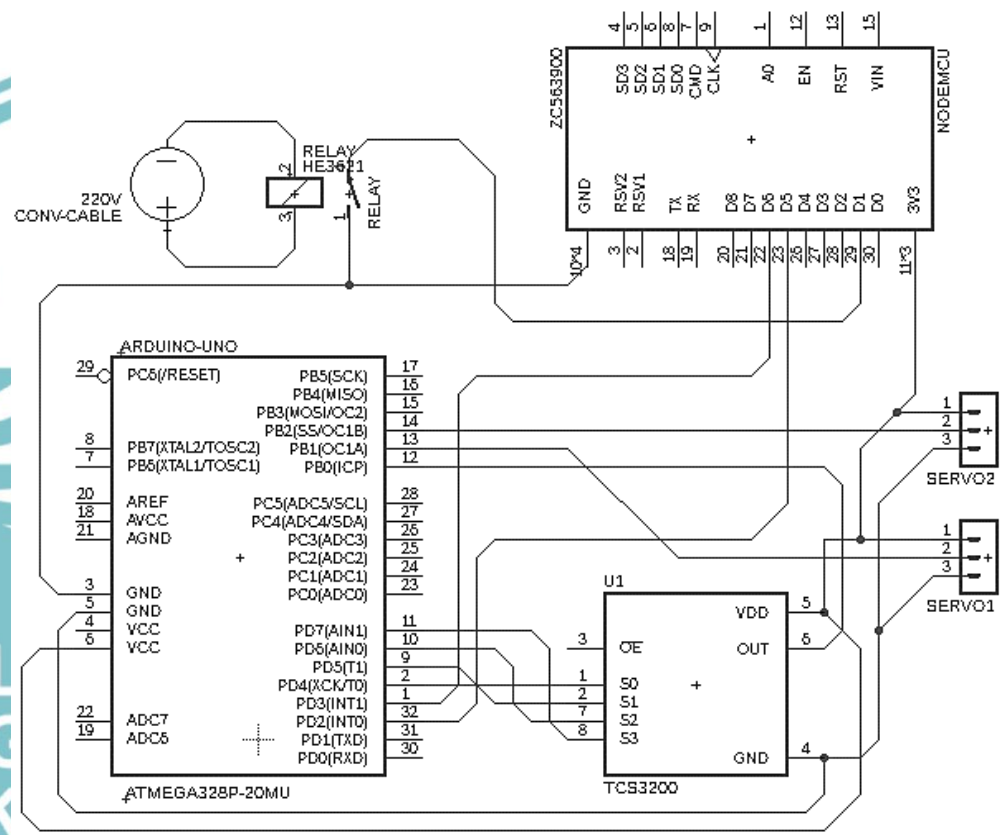 4 5 6 8 7 9 1 12 13 15
SD3 SD2 SD1 SD0 CMD CLK A0 EN RST VIN
ZC563900
NODEMCU
GND RSV2 RSV1 TX RX D8 D7 D6 D5 D4 D3 D2 D1 D0 3V3
10*4 3 2 18 19 20 21 22 23 26 27 28 29 30 11*3
RELAY
HE3621
2
3
1
RELAY
220V
CONV-CABLE
ARDUINO-UNO
29 PC6(/RESET)
8 PB7(XTAL2/TOSC2)
7 PB6(XTAL1/TOSC1)
20 AREF
18 AVCC
21 AGND
3 GND
5 GND
4 VCC
6 VCC
22 ADC7
19 ADC6
PB5(SCK) 17
PB4(MISO) 16
PB3(MOSI/OC2) 15
PB2(SS/OC1B) 14
PB1(OC1A) 13
PB0(ICP) 12
PC5(ADC5/SCL) 28
PC4(ADC4/SDA) 27
PC3(ADC3) 26
PC2(ADC2) 25
PC1(ADC1) 24
PC0(ADC0) 23
PD7(AIN1) 11
PD6(AIN0) 10
PD5(T1) 9
PD4(XCK/T0) 2
PD3(INT1) 1
PD2(INT0) 32
PD1(TXD) 31
PD0(RXD) 30
ATMEGA328P-20MU
U1
3 OE
1 S0
2 S1
7 S2
8 S3
VDD 5
OUT 6
GND 4
TCS3200
1
2
3
SERVO2
1
2
3
SERVO1